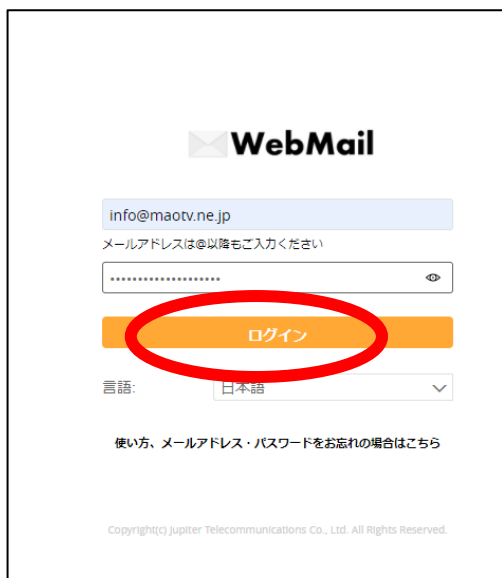 WebMail
info@maotv.ne.jp
メールアドレスは@以降もご入力ください
••••••••••••••••••••
ログイン
言語: 日本語
使い方、メールアドレス・パスワードをお忘れの場合はこちら
Copyright(c) Jupiter Telecommunications Co., Ltd. All Rights Reserved.